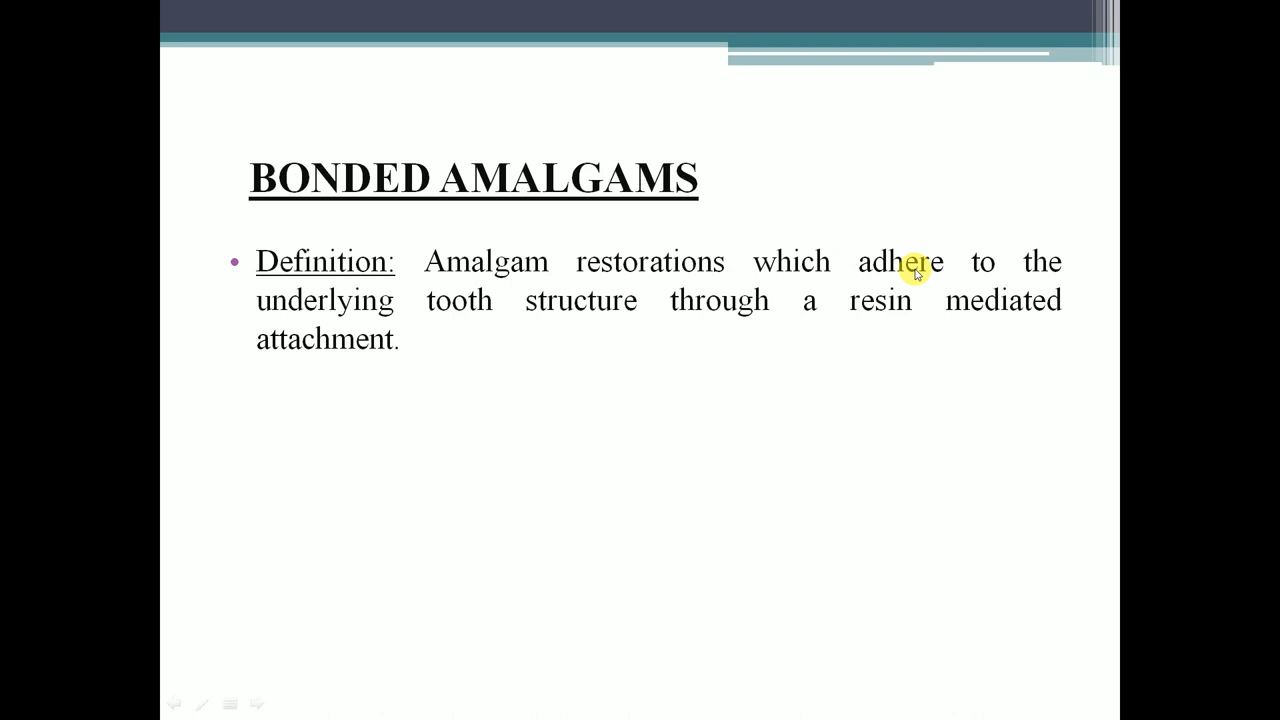 BONDED AMALGAMS
• Definition: Amalgam restorations which adhere to the
underlying tooth structure through a resin mediated
attachment.